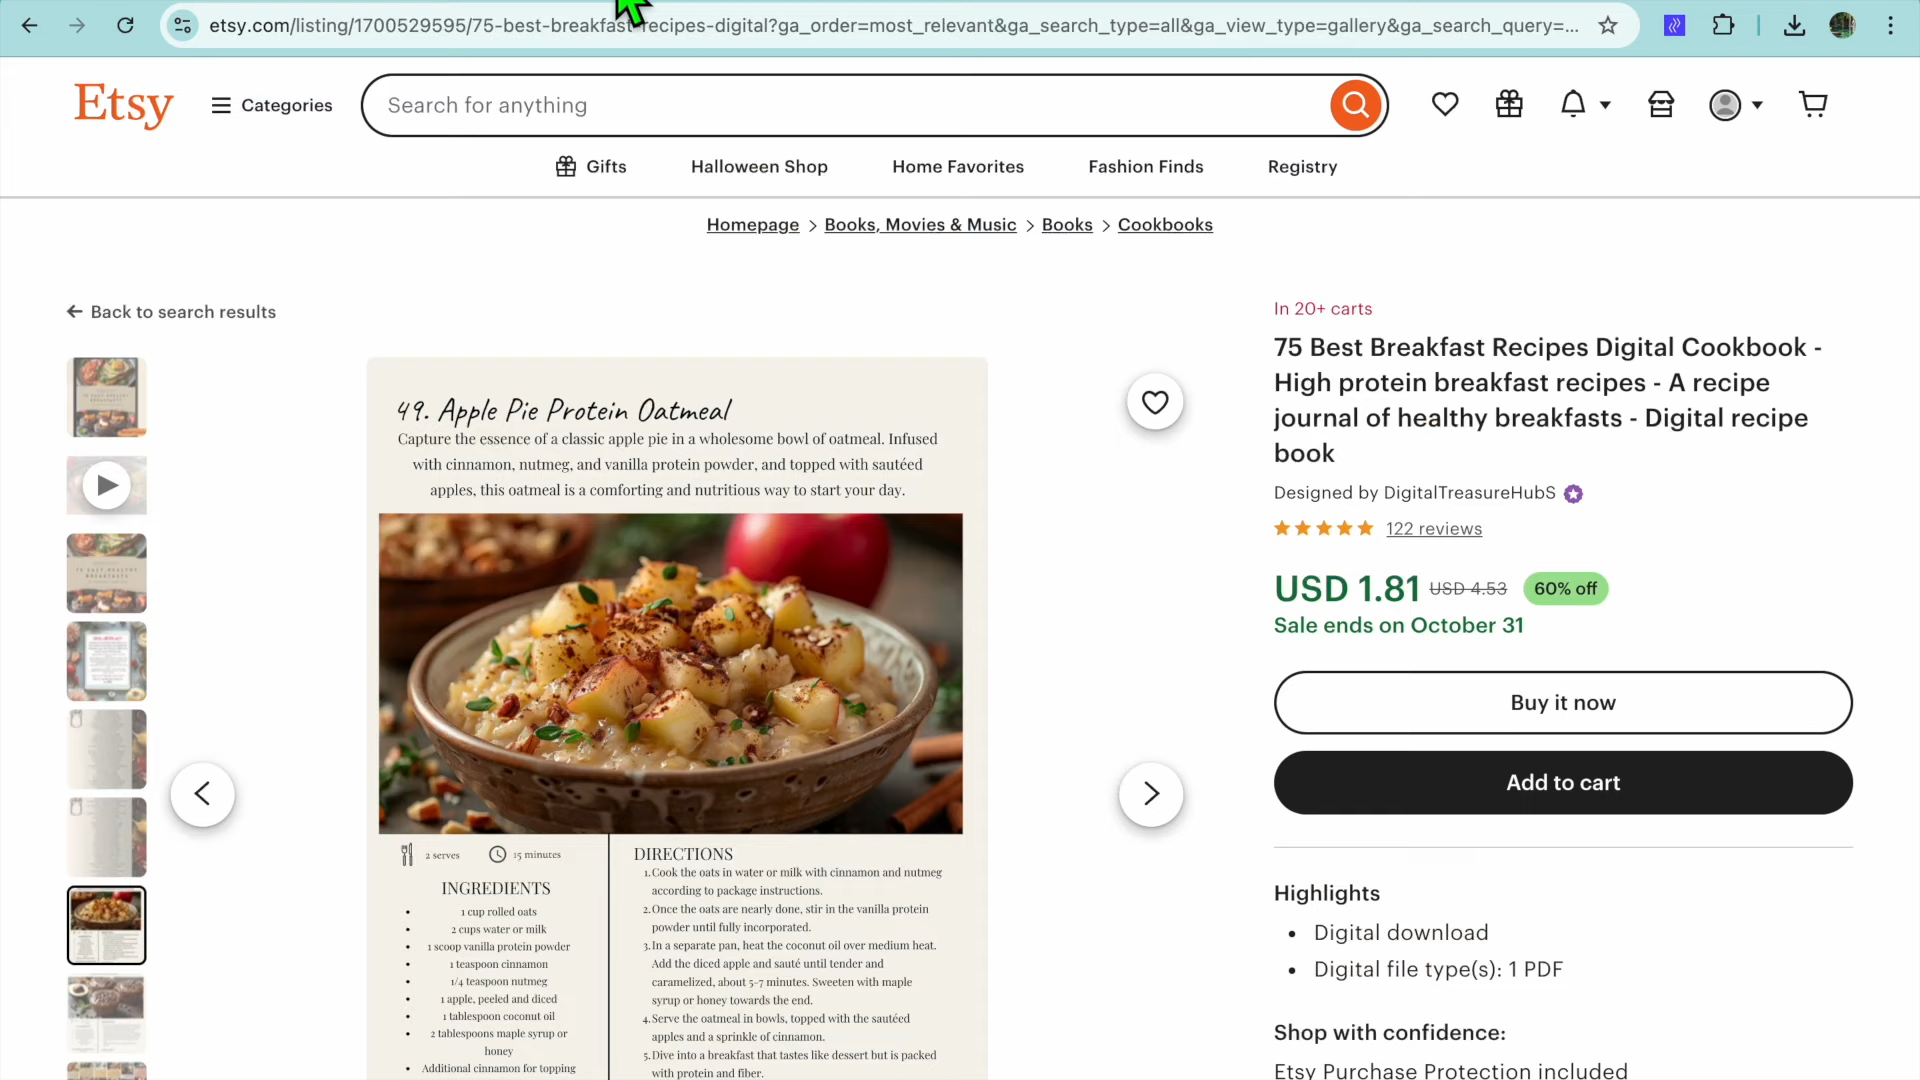 etsy.com/listing/1700529595/75-best-breakfast-recipes-digital?ga_order=most_relevant&ga_search_type=all&ga_view_type=gallery&ga_search_query=...
Etsy
Categories
Search for anything
Gifts
Halloween Shop
Home Favorites
Fashion Finds
Registry
Homepage > Books, Movies & Music > Books > Cookbooks
Back to search results
49. Apple Pie Protein Oatmeal
Capture the essence of a classic apple pie in a wholesome bowl of oatmeal. Infused
with cinnamon, nutmeg, and vanilla protein powder, and topped with sautéed
apples, this oatmeal is a comforting and nutritious way to start your day.
2 serves
15 minutes
INGREDIENTS
• 1 cup rolled oats
• 2 cups water or milk
• 1 scoop vanilla protein powder
• 1 teaspoon cinnamon
• 1/4 teaspoon nutmeg
• 1 apple, peeled and diced
• 1 tablespoon coconut oil
• 2 tablespoons maple syrup or
honey
• Additional cinnamon for topping
DIRECTIONS
1. Cook the oats in water or milk with cinnamon and nutmeg
according to package instructions.
2. Once the oats are nearly done, stir in the vanilla protein
powder until fully incorporated.
3. In a separate pan, heat the coconut oil over medium heat.
Add the diced apple and sauté until tender and
caramelized, about 5-7 minutes. Sweeten with maple
syrup or honey towards the end.
4. Serve the oatmeal in bowls, topped with the sautéed
apples and a sprinkle of cinnamon.
5. Dive into a breakfast that tastes like dessert but is packed
with protein and fiber.
In 20+ carts
75 Best Breakfast Recipes Digital Cookbook -
High protein breakfast recipes - A recipe
journal of healthy breakfasts - Digital recipe
book
Designed by DigitalTreasureHubS
122 reviews
USD 1.81 USD 4.53 60% off
Sale ends on October 31
Buy it now
Add to cart
Highlights
• Digital download
• Digital file type(s): 1 PDF
Shop with confidence:
Etsy Purchase Protection included